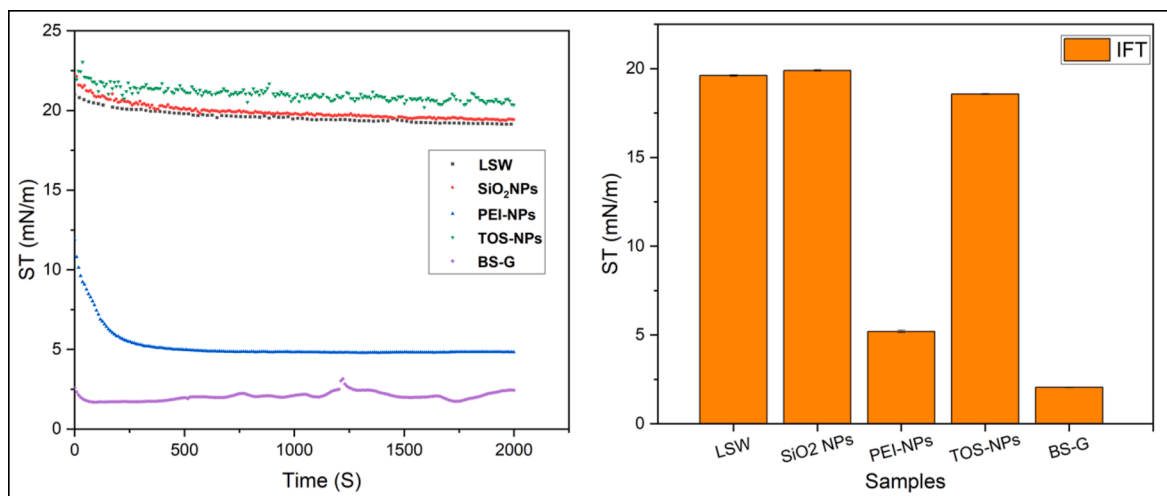 25
20
15
10
5
0
ST (mN/m)
0
500
1000
1500
2000
Time (S)
LSW
SiO₂NPs
PEI-NPs
TOS-NPs
BS-G
20
15
10
5
0
ST (mN/m)
IFT
LSW
SiO2 NPs
PEI-NPs
TOS-NPs
BS-G
Samples